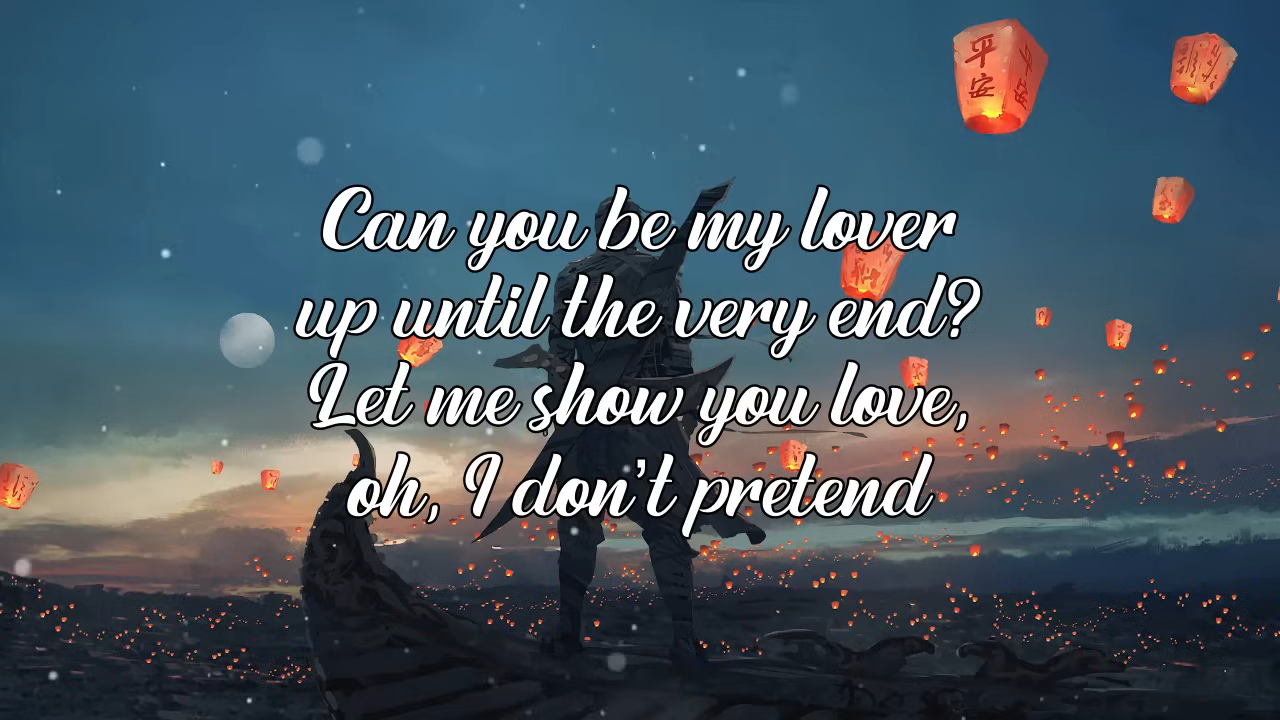 平安
Can you be my lover
up until the very end?
Let me show you love,
oh, I don't pretend